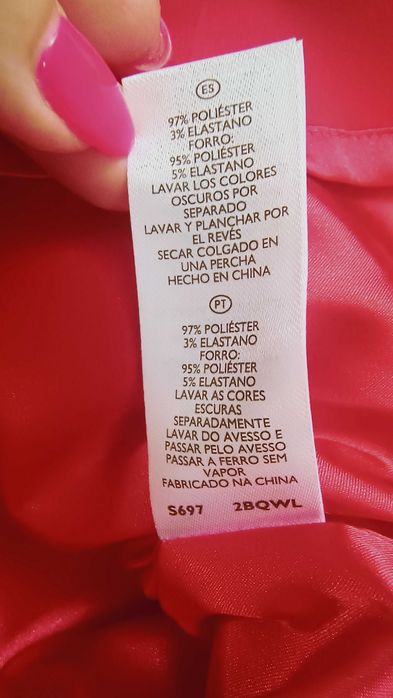 ES
97% POLIÉSTER
3% ELASTANO
FORRO:
95% POLIÉSTER
5% ELASTANO
LAVAR LOS COLORES
OSCUROS POR
SEPARADO
LAVAR Y PLANCHAR POR
EL REVÉS
SECAR COLGADO EN
UNA PERCHA
HECHO EN CHINA
PT
97% POLIÉSTER
3% ELASTANO
FORRO:
95% POLIÉSTER
5% ELASTANO
LAVAR AS CORES
ESCURAS
SEPARADAMENTE
LAVAR DO AVESSO E
PASSAR PELO AVESSO
PASSAR A FERRO SEM
VAPOR
FABRICADO NA CHINA
S697 2BQWL